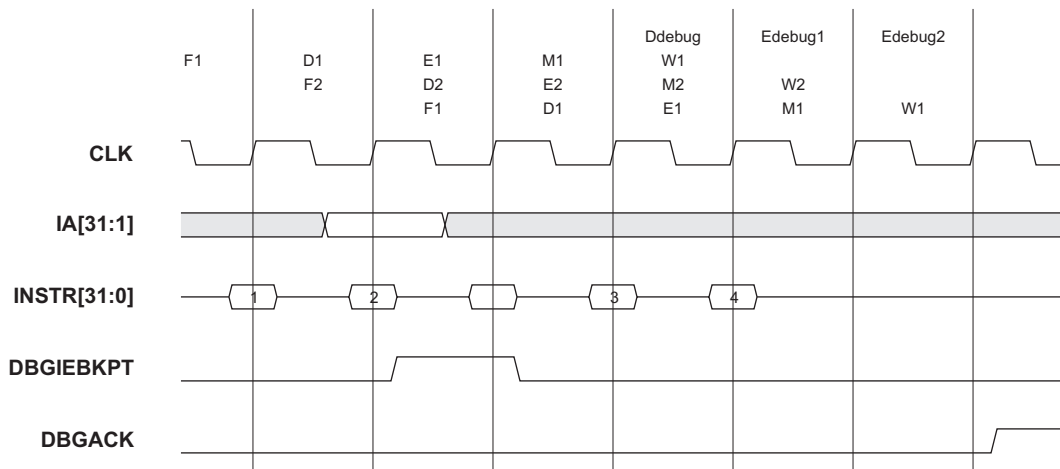 Ddebug Edebug1 Edebug2
F1 D1 E1 M1 W1
F2 D2 E2 M2 W2
F1 D1 E1 M1 W1
CLK
IA[31:1]
INSTR[31:0] 1 2 3 4
DBGIEBKPT
DBGACK